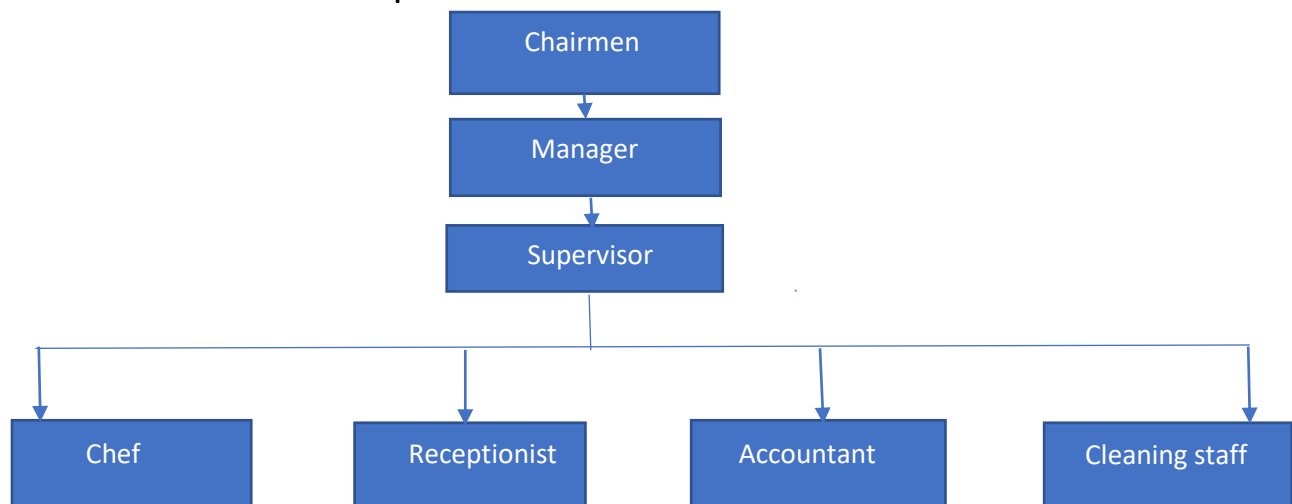 Chairmen
Manager
Supervisor
Chef
Receptionist
Accountant
Cleaning staff